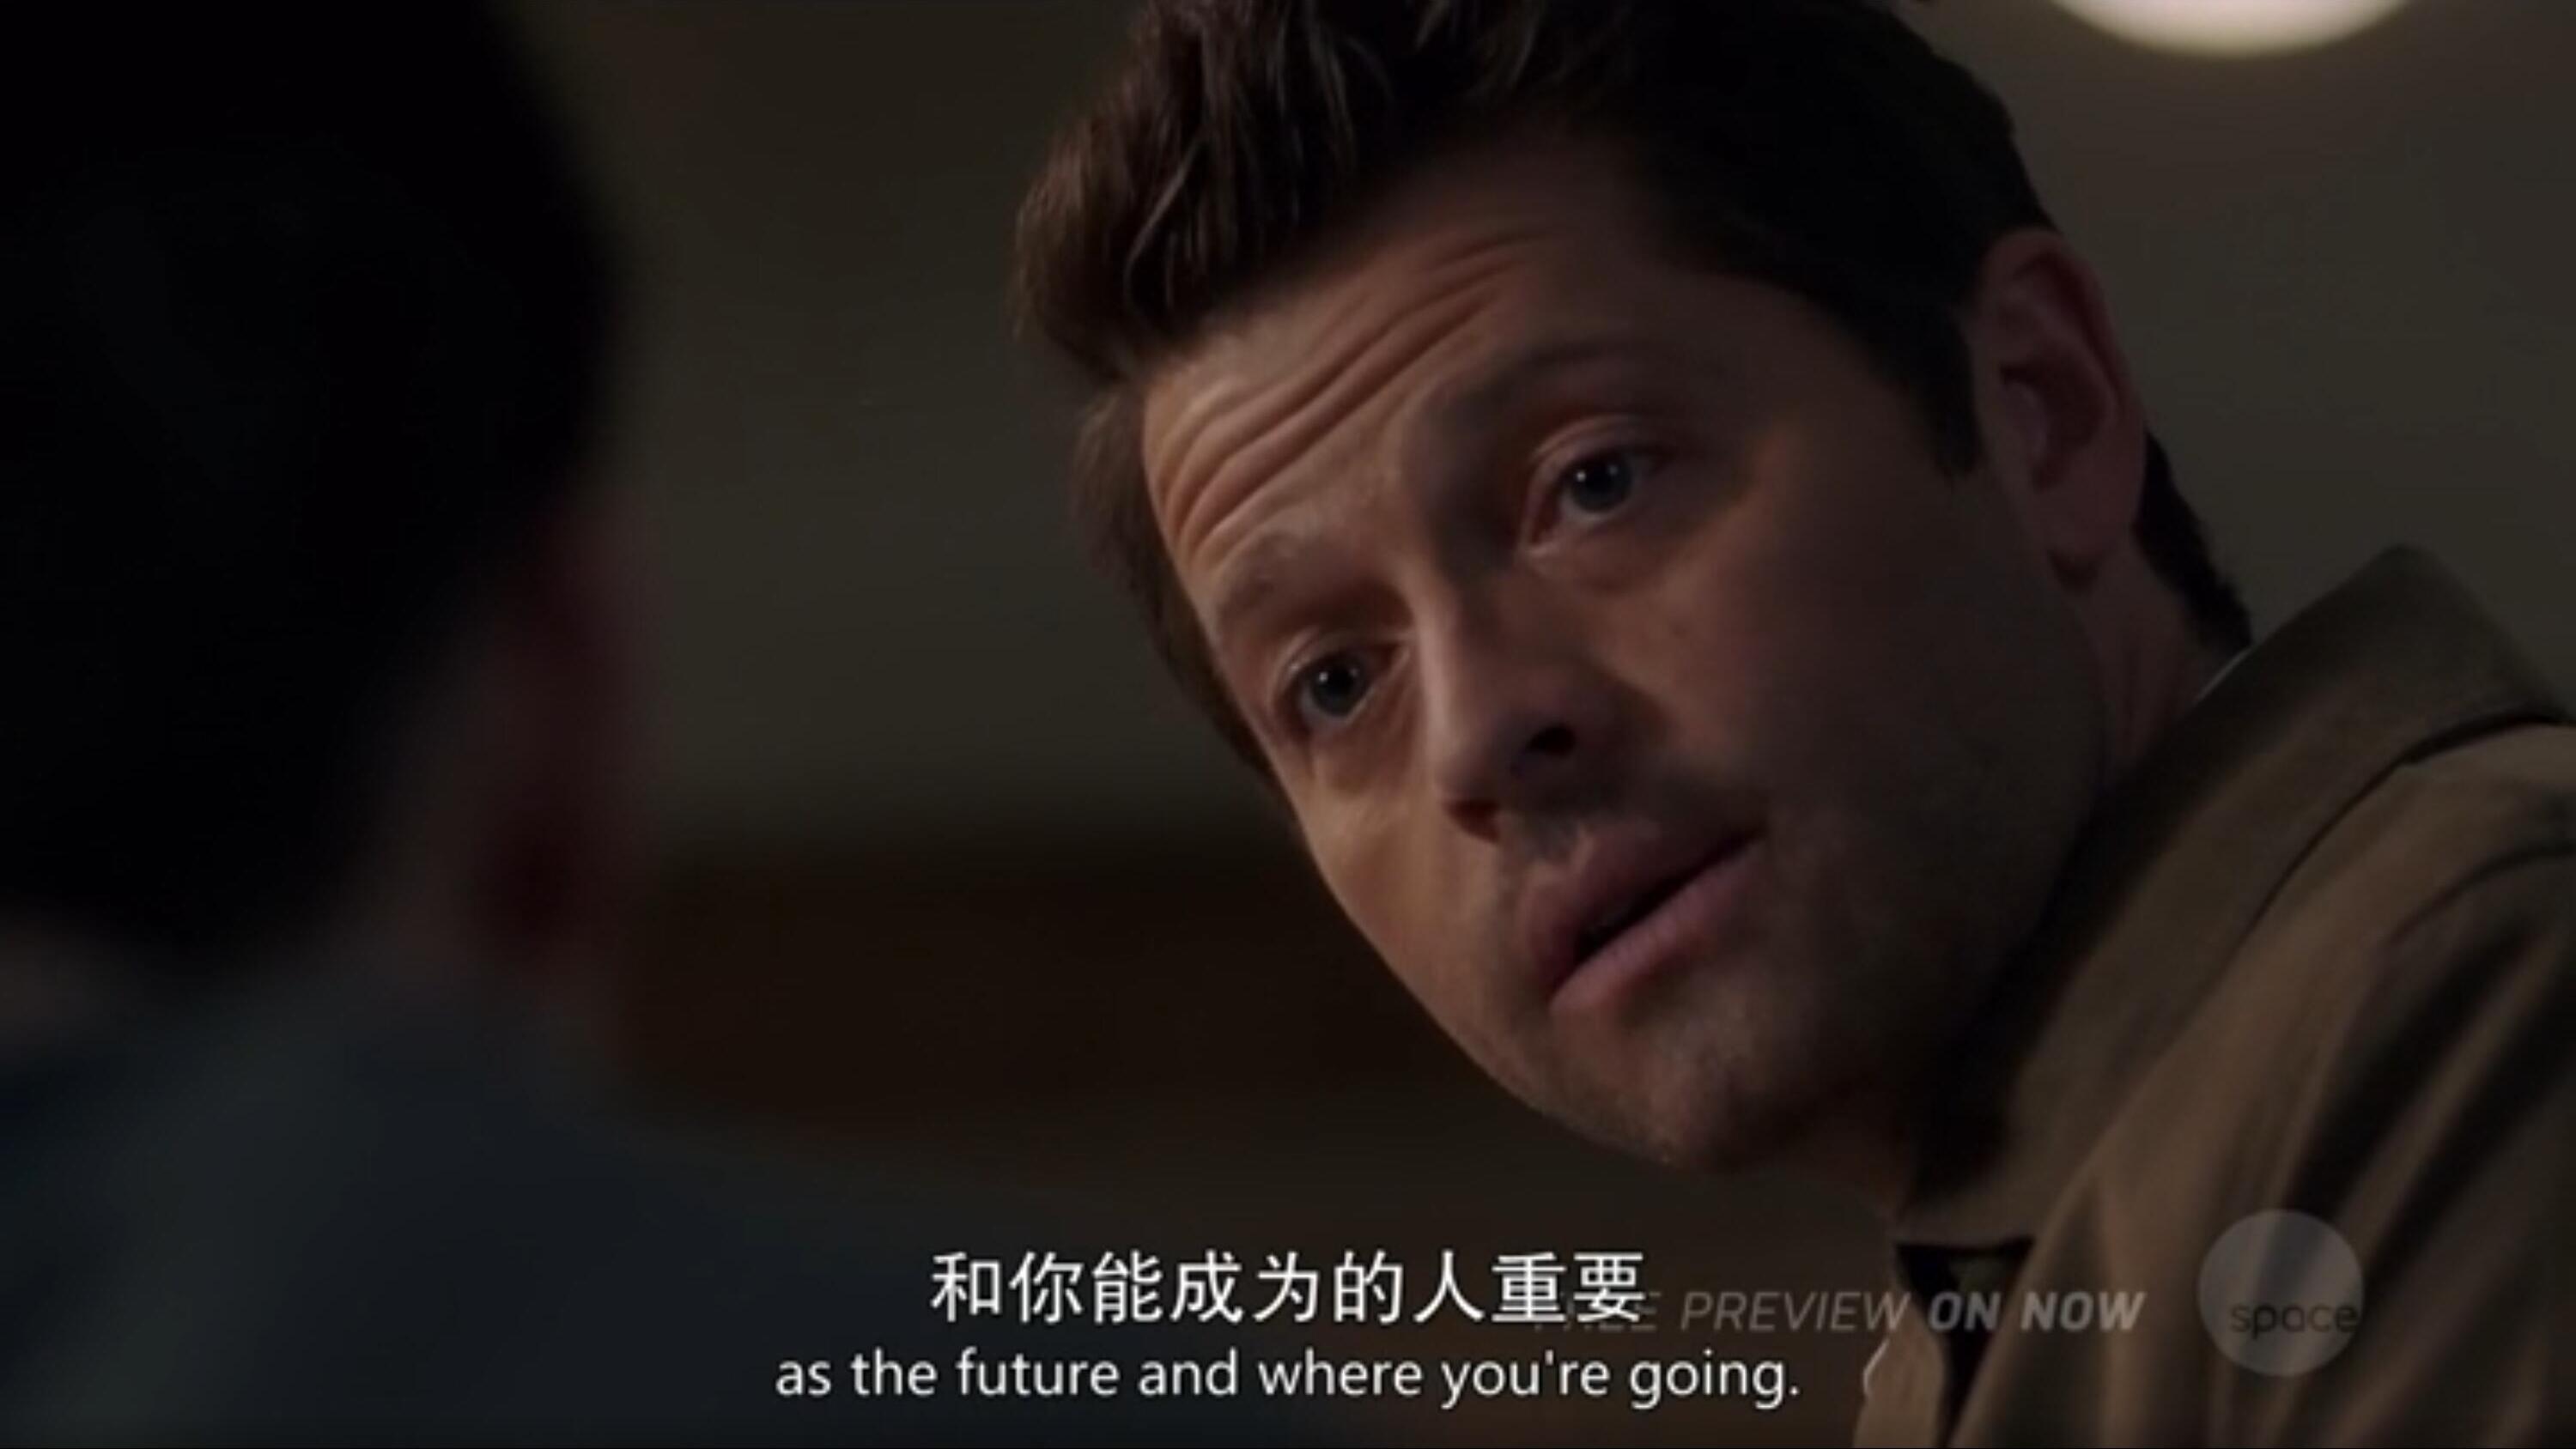 和你能成为的人重要
FREE PREVIEW ON NOW
space
as the future and where you're going.